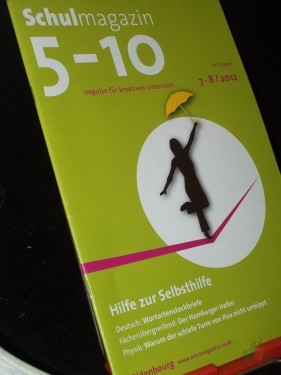 Schulmagazin
5-10
Impulse für kreativen Unterricht
7-8/2012
Hilfe zur Selbsthilfe
Deutsch: Wortartensteckbriefe
Fächerübergreifend: Der Hamburger Hafen
Physik: Warum der schiefe Turm von Pisa nicht umkippt
ldenbourg